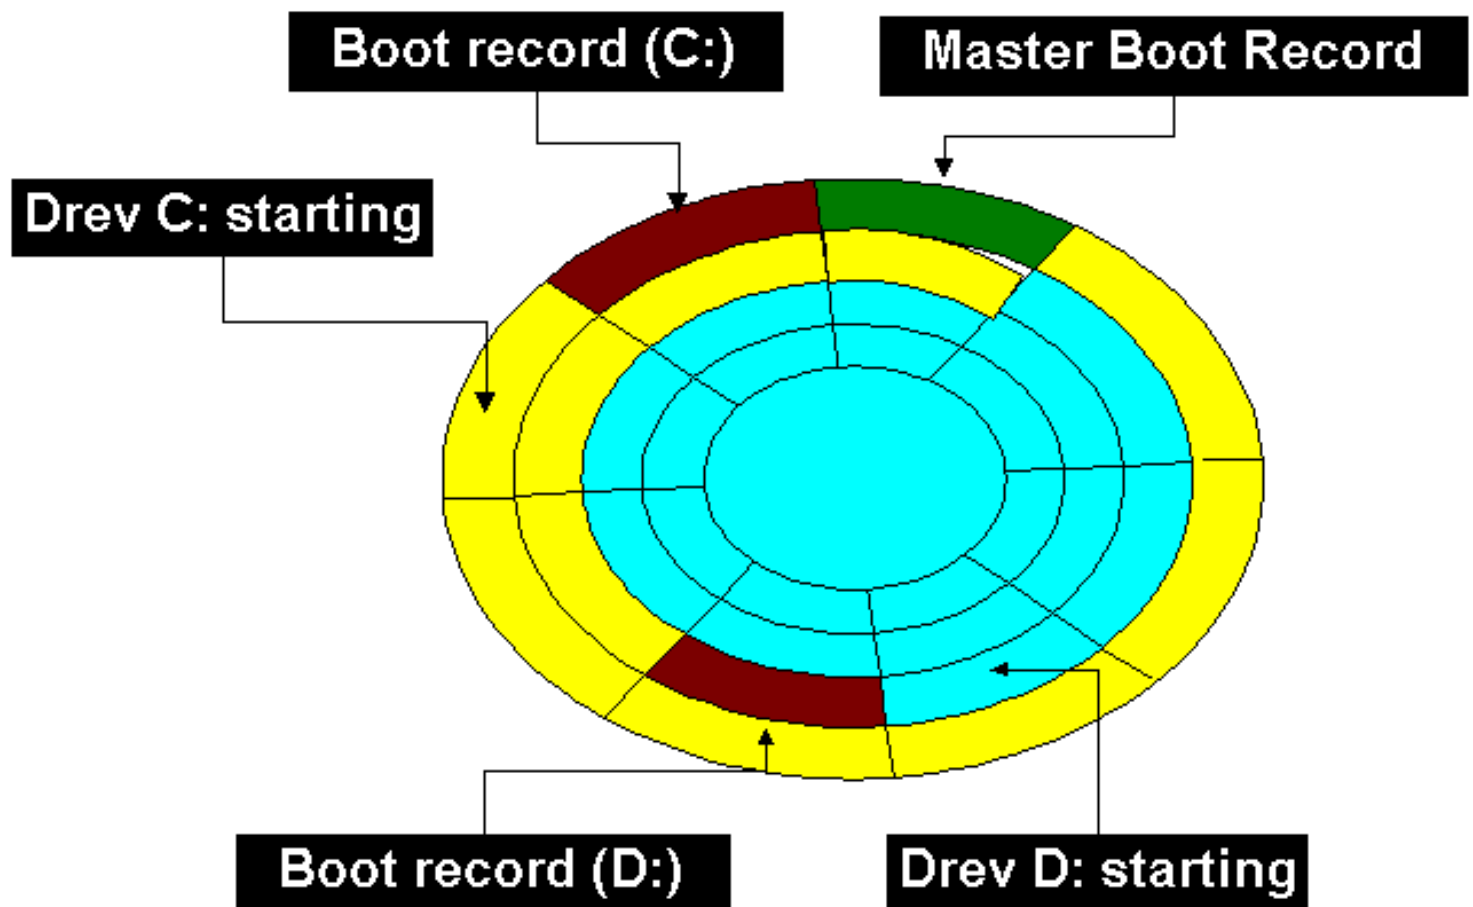 Boot record (C:)
Master Boot Record
Drev C: starting
Boot record (D:)
Drev D: starting